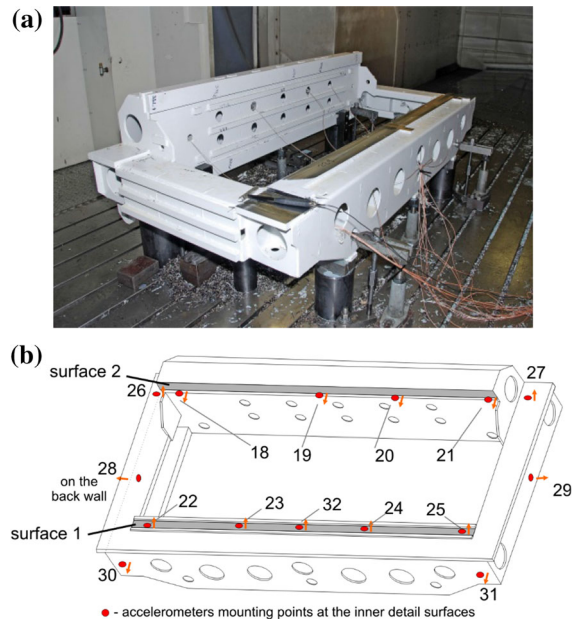 (a)
(b)
surface 2
26
27
18
19
20
21
28
on the
back wall
29
22
23
32
24
25
surface 1
30
31
- accelerometers mounting points at the inner detail surfaces